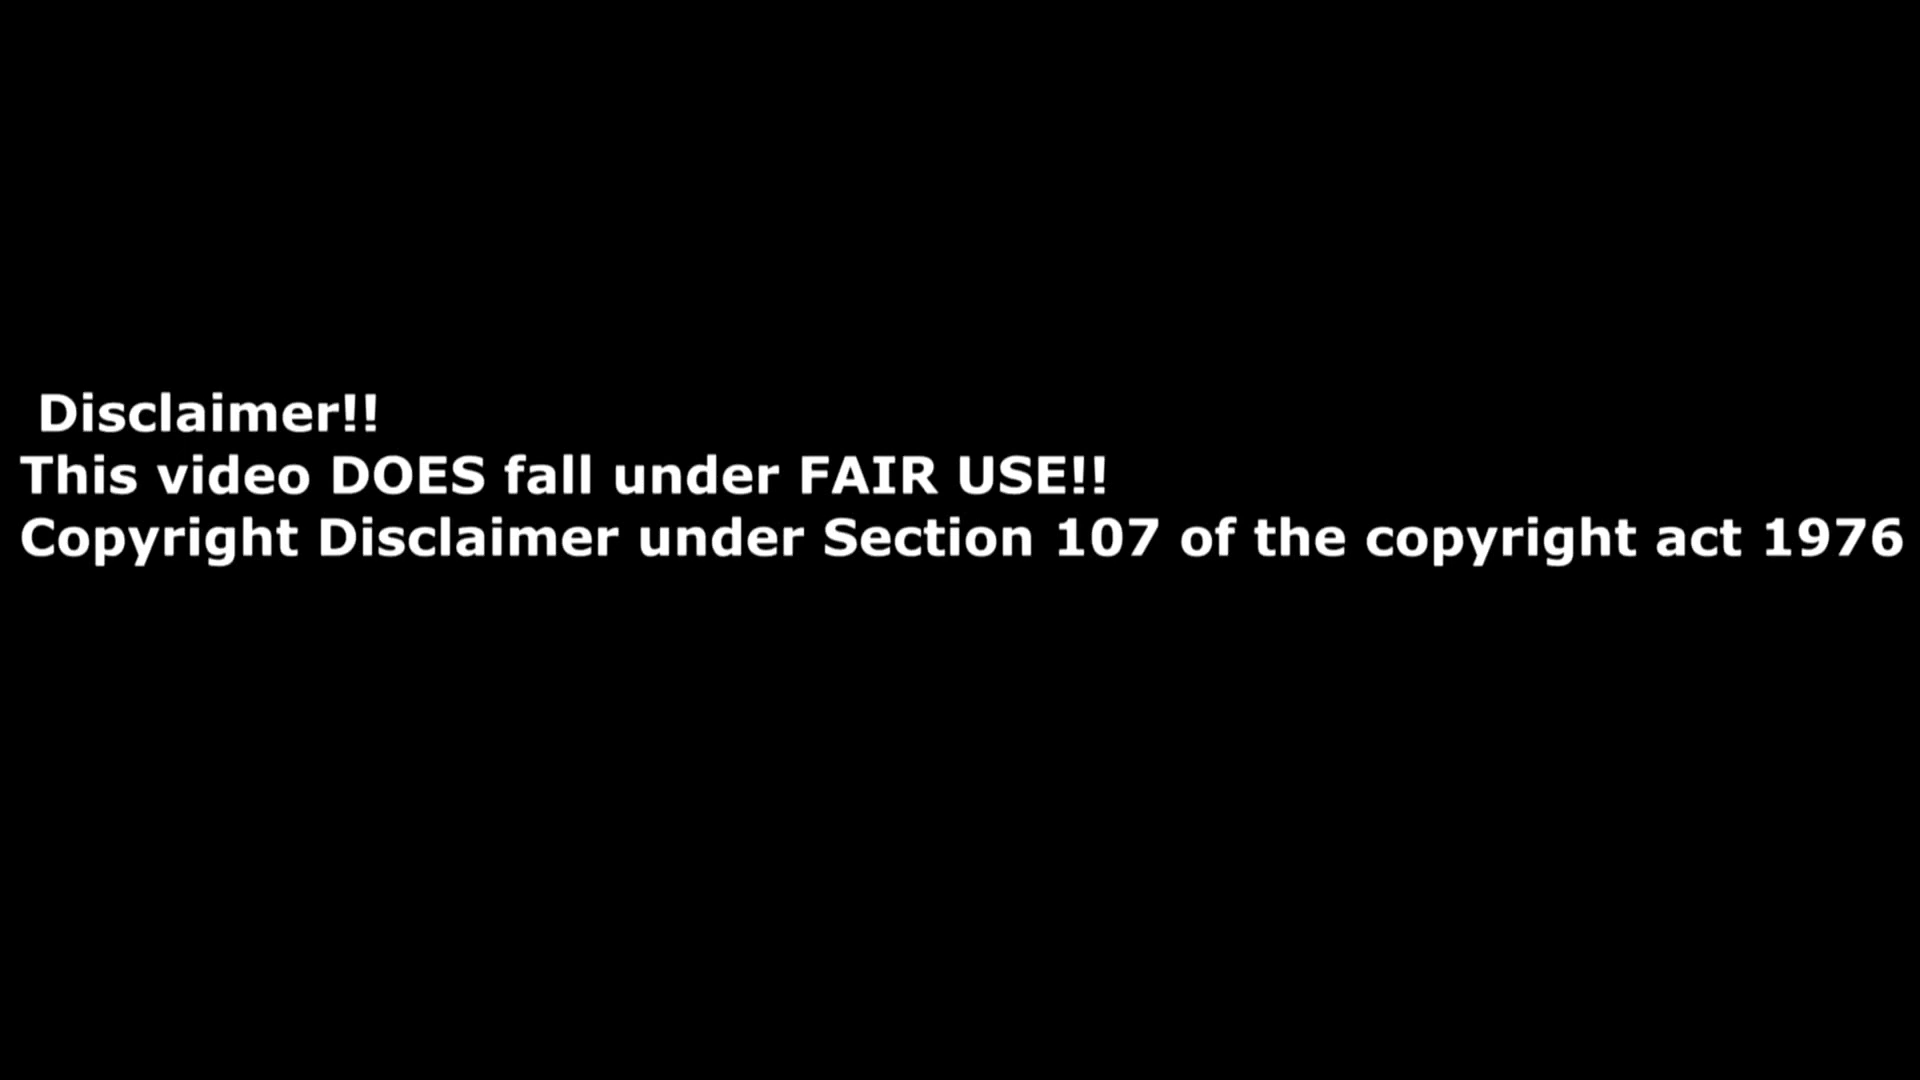 Disclaimer!!
This video DOES fall under FAIR USE!!
Copyright Disclaimer under Section 107 of the copyright act 1976